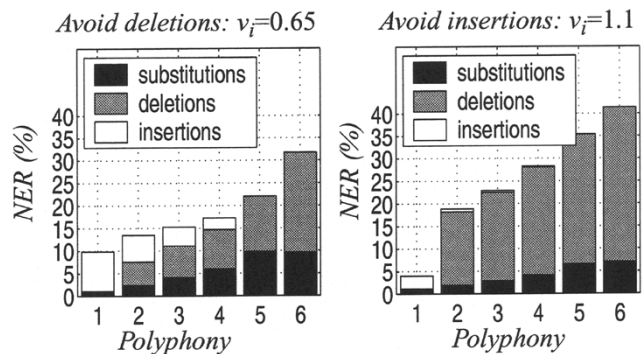 Avoid deletions: v_i=0.65
substitutions
deletions
insertions
NER (%)
40
35
30
25
20
15
10
5
0
1 2 3 4 5 6
Polyphony
Avoid insertions: v_i=1.1
substitutions
deletions
insertions
NER (%)
40
35
30
25
20
15
10
5
0
1 2 3 4 5 6
Polyphony